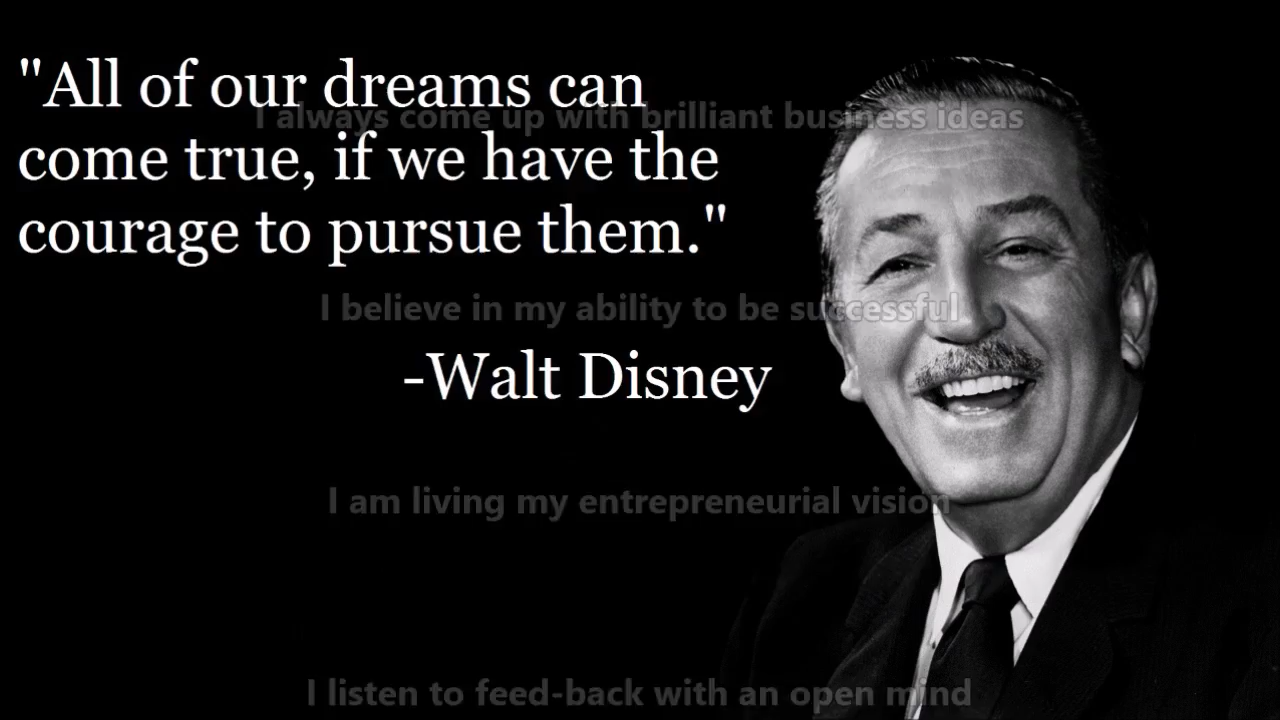 "All of our dreams can
I always come up with brilliant business ideas
come true, if we have the
courage to pursue them."
I believe in my ability to be successful
-Walt Disney
I am living my entrepreneurial vision
I listen to feed-back with an open mind